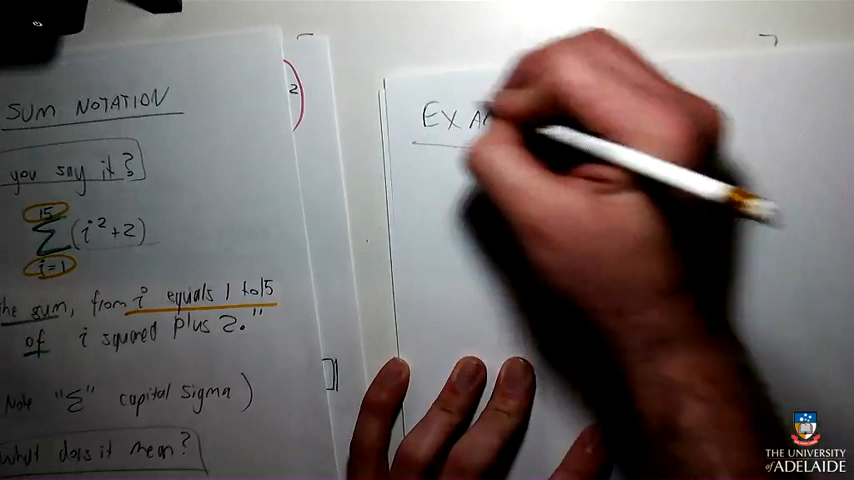 SUM NOTATION
you say it?
15
∑(i²+2)
i=1
the sum, from i equals 1 to 15
of i squared plus 2."
Note "Σ" capital sigma)
What does it mean?
2
EXA
THE UNIVERSITY
of ADELAIDE